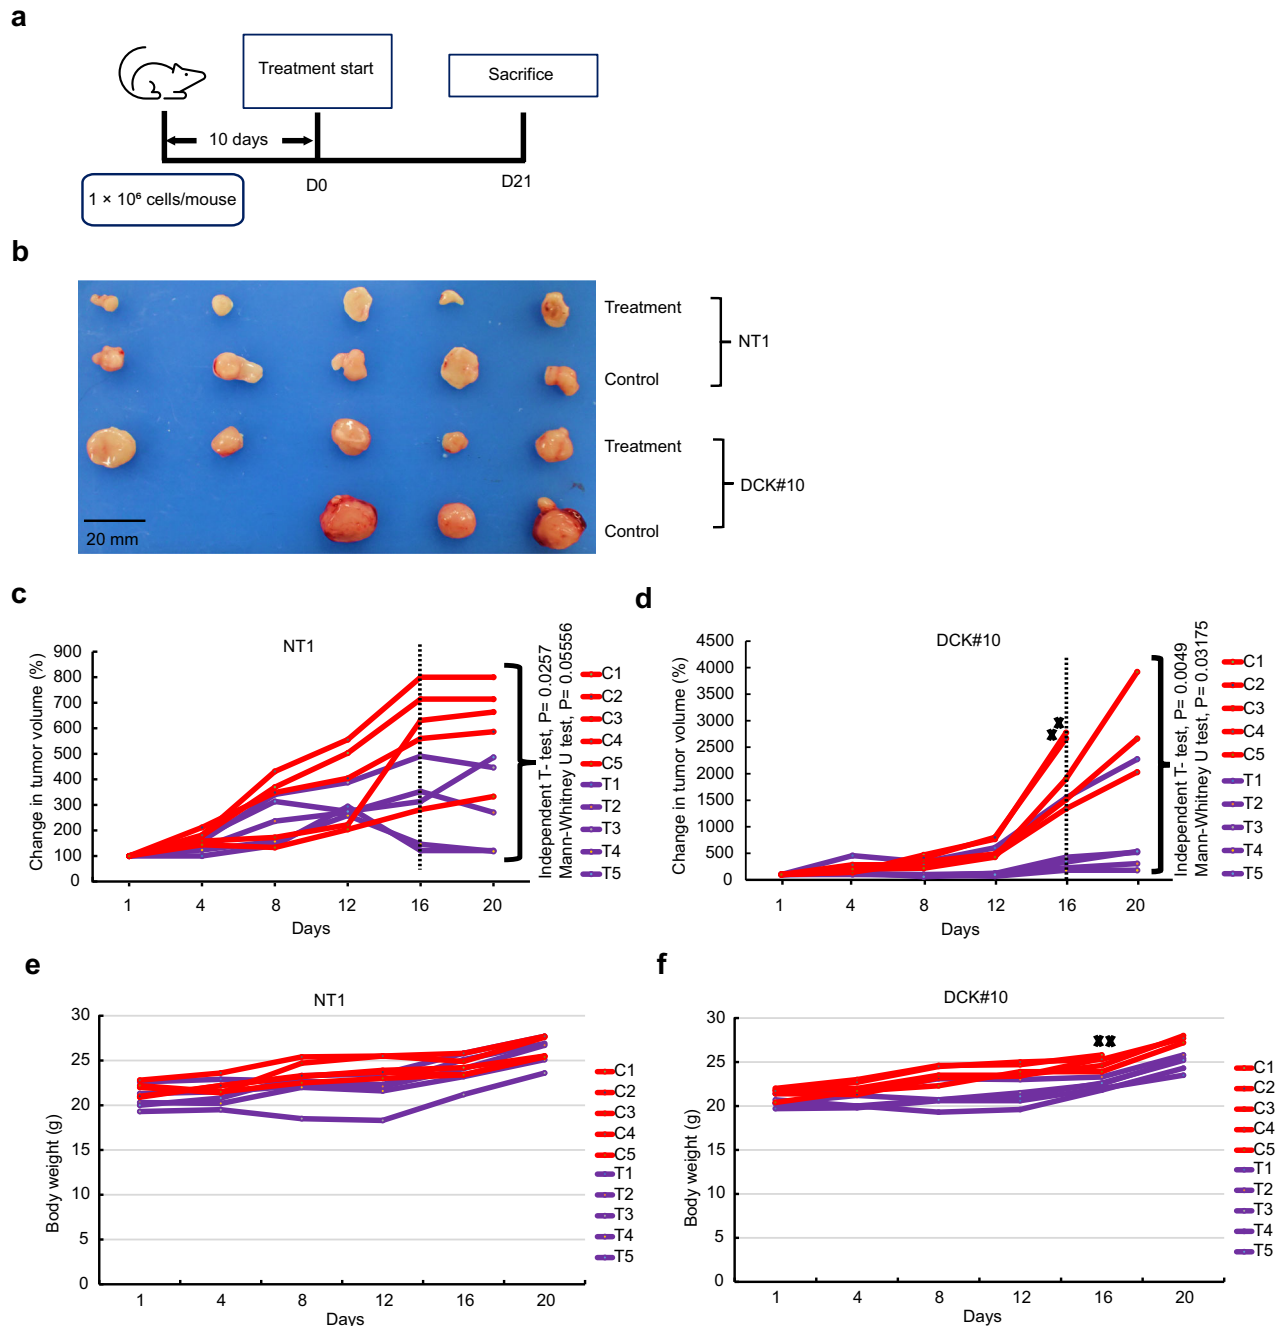 a
Treatment start
Sacrifice
10 days
D0
D21
1 × 10⁶ cells/mouse
b
Treatment
NT1
Control
Treatment
DCK#10
Control
20 mm
c
NT1
Change in tumor volume (%)
900
800
700
600
500
400
300
200
100
0
1 4 8 12 16 20
Days
Independent T- test, P= 0.0257
Mann-Whitney U test, P= 0.05556
C1
C2
C3
C4
C5
T1
T2
T3
T4
T5
d
DCK#10
Change in tumor volume (%)
4500
4000
3500
3000
2500
2000
1500
1000
500
0
1 4 8 12 16 20
Days
Independent T- test, P= 0.0049
Mann-Whitney U test, P= 0.03175
C1
C2
C3
C4
C5
T1
T2
T3
T4
T5
e
NT1
Body weight (g)
30
25
20
15
10
5
0
1 4 8 12 16 20
Days
C1
C2
C3
C4
C5
T1
T2
T3
T4
T5
f
DCK#10
Body weight (g)
30
25
20
15
10
5
0
1 4 8 12 16 20
Days
C1
C2
C3
C4
C5
T1
T2
T3
T4
T5